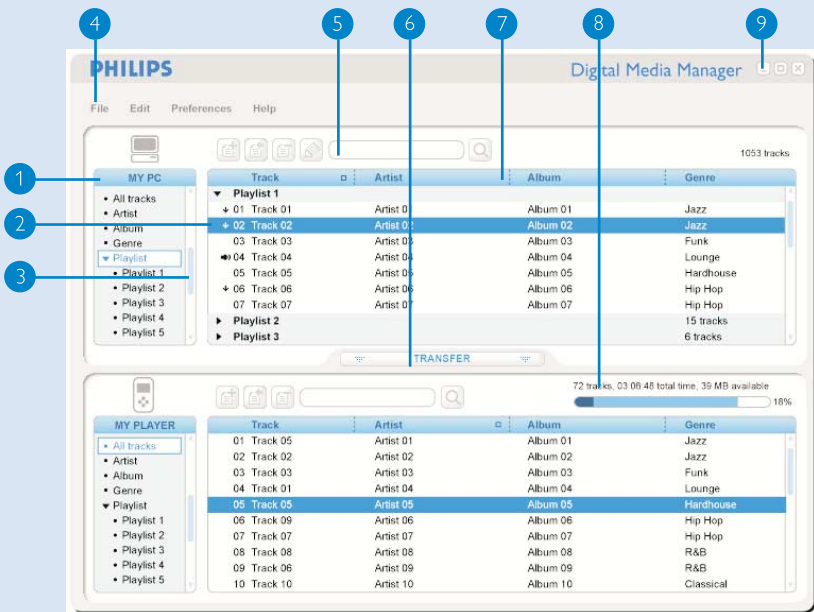 4 5 6 7 8 9
PHILIPS Digital Media Manager
File Edit Preferences Help
1053 tracks
1 MY PC Track Artist Album Genre
• All tracks
• Artist
• Album
• Genre
Playlist
• Playlist 1
• Playlist 2
• Playlist 3
• Playlist 4
• Playlist 5
2
3
Playlist 1
01 Track 01 Artist 01 Album 01 Jazz
02 Track 02 Artist 02 Album 02 Jazz
03 Track 03 Artist 03 Album 03 Funk
04 Track 04 Artist 04 Album 04 Lounge
05 Track 05 Artist 05 Album 05 Hardhouse
06 Track 06 Artist 06 Album 06 Hip Hop
07 Track 07 Artist 07 Album 07 Hip Hop
Playlist 2 15 tracks
Playlist 3 6 tracks
TRANSFER
72 tracks, 03:06:48 total time, 39 MB available
18%
MY PLAYER Track Artist Album Genre
• All tracks
• Artist
• Album
• Genre
Playlist
• Playlist 1
• Playlist 2
• Playlist 3
• Playlist 4
• Playlist 5
01 Track 05 Artist 01 Album 01 Jazz
02 Track 02 Artist 02 Album 02 Jazz
03 Track 03 Artist 03 Album 03 Funk
04 Track 01 Artist 04 Album 04 Lounge
05 Track 05 Artist 05 Album 05 Hardhouse
06 Track 09 Artist 06 Album 06 Hip Hop
07 Track 07 Artist 07 Album 07 Hip Hop
08 Track 08 Artist 08 Album 08 R&B
09 Track 06 Artist 09 Album 09 R&B
10 Track 10 Artist 10 Album 10 Classical